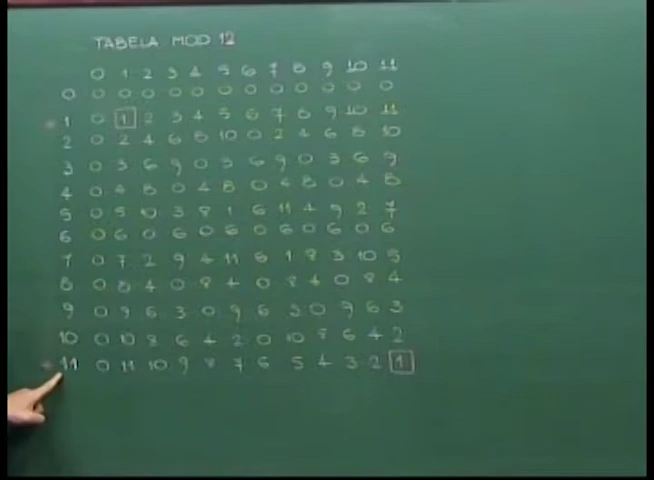 TABELA MOD 12
0 1 2 3 4 5 6 7 8 9 10 11
0 0 0 0 0 0 0 0 0 0 0 0 0
1 0 1 2 3 4 5 6 7 8 9 10 11
2 0 2 4 6 8 10 0 2 4 6 8 10
3 0 3 6 9 0 3 6 9 0 3 6 9
4 0 4 8 0 4 8 0 4 8 0 4 8
5 0 5 10 3 8 1 6 11 4 9 2 7
6 0 6 0 6 0 6 0 6 0 6 0 6
7 0 7 2 9 4 11 6 1 8 3 10 5
8 0 8 4 0 8 4 0 8 4 0 8 4
9 0 9 6 3 0 9 6 3 0 9 6 3
10 0 10 8 6 4 2 0 10 8 6 4 2
11 0 11 10 9 8 7 6 5 4 3 2 1